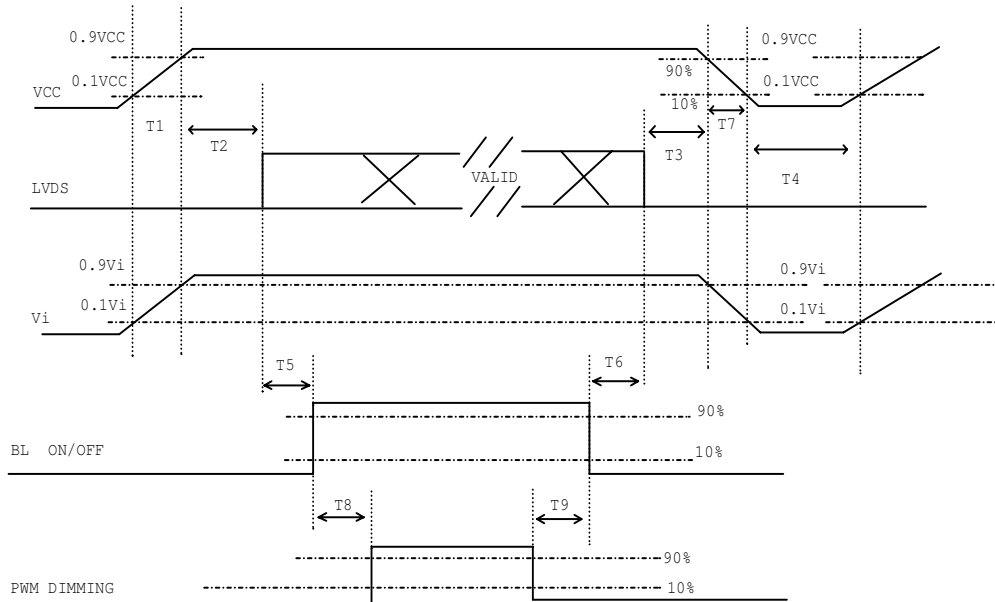 0.9VCC
0.9VCC
90%
0.1VCC
0.1VCC
VCC
10%
T1
T7
T2
T3
VALID
T4
LVDS
0.9Vi
0.9Vi
0.1Vi
0.1Vi
Vi
T5
T6
90%
BL ON/OFF
10%
T8
T9
90%
PWM DIMMING
10%